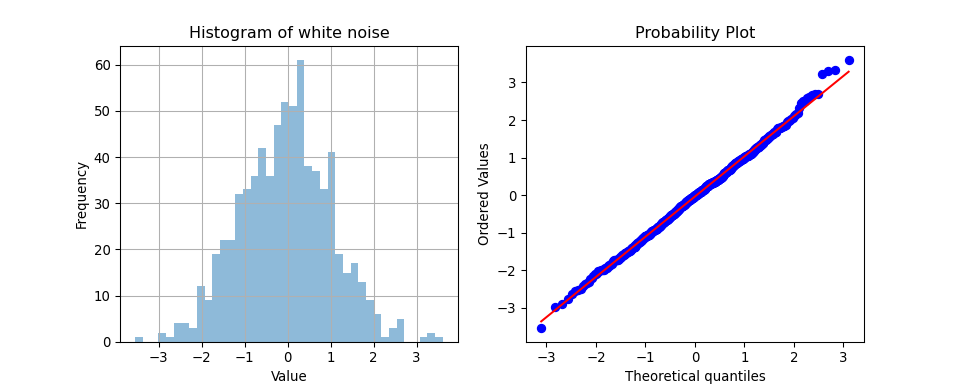 Histogram of white noise
Frequency
60
50
40
30
20
10
0
−3 −2 −1 0 1 2 3
Value
Probability Plot
Ordered Values
3
2
1
0
−1
−2
−3
−3 −2 −1 0 1 2 3
Theoretical quantiles